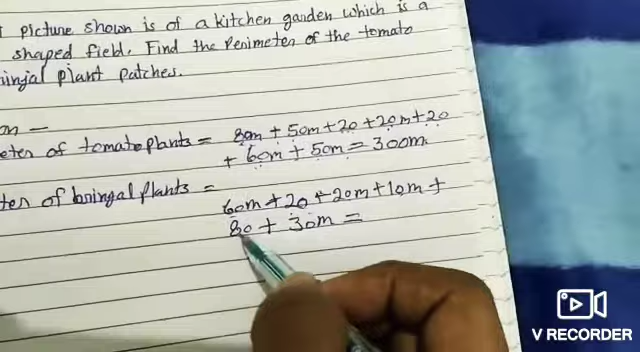 picture shown is of a kitchen garden which is a
shaped field. Find the Perimeter of the tomato
injal plant patches.
on —
eter of tomato plants = 80m + 50m + 20 + 20m + 20
+ 60m + 50m = 300m
ter of bringal plants =
60m + 20 + 20m + 10m +
80 + 30m =
V RECORDER